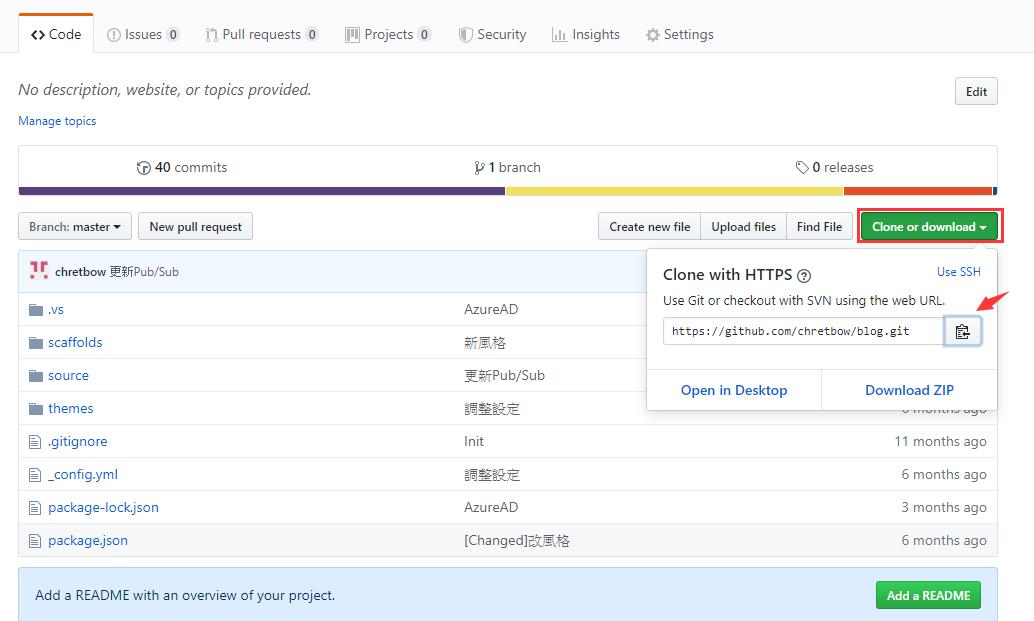 Code Issues 0 Pull requests 0 Projects 0 Security Insights Settings
No description, website, or topics provided. Edit
Manage topics
40 commits 1 branch 0 releases
Branch: master New pull request Create new file Upload files Find File Clone or download
chretbow 更新Pub/Sub
Clone with HTTPS Use SSH
Use Git or checkout with SVN using the web URL.
https://github.com/chretbow/blog.git
Open in Desktop Download ZIP
.vs AzureAD
scaffolds 新風格
source 更新Pub/Sub
themes 調整設定 6 months ago
.gitignore Init 11 months ago
_config.yml 調整設定 6 months ago
package-lock.json AzureAD 3 months ago
package.json [Changed]改風格 6 months ago
Add a README with an overview of your project. Add a README